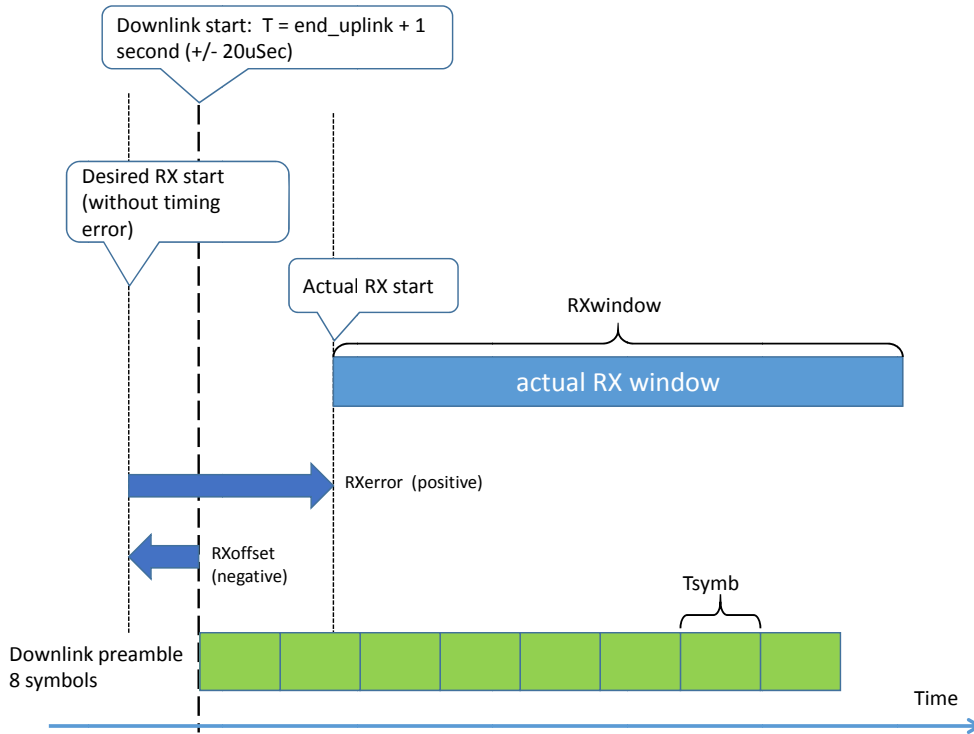 Downlink start:  T = end_uplink + 1
second (+/- 20uSec)
Desired RX start
(without timing
error)
Actual RX start
RXwindow
actual RX window
RXerror (positive)
RXoffset
(negative)
Tsymb
Downlink preamble
8 symbols
Time